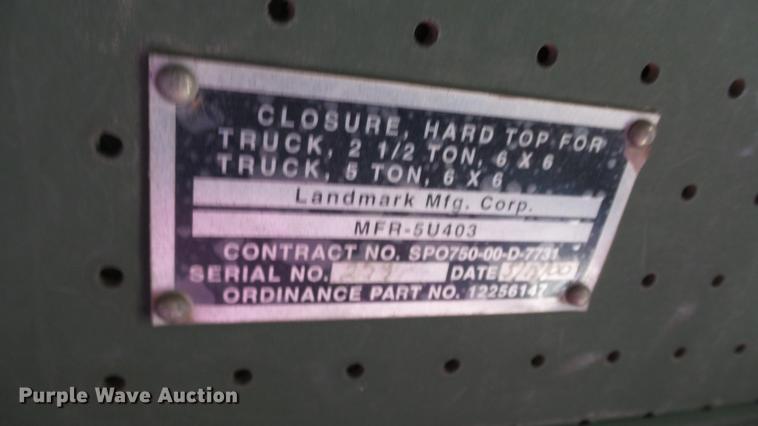 CLOSURE, HARD TOP FOR
TRUCK, 2 1/2 TON, 6 X 6
TRUCK, 5 TON, 6 X 6
Landmark Mfg. Corp.
MFR-5U403
CONTRACT NO. SPO750-00-D-7731
SERIAL NO. DATE
ORDINANCE PART NO. 12256147
Purple Wave Auction